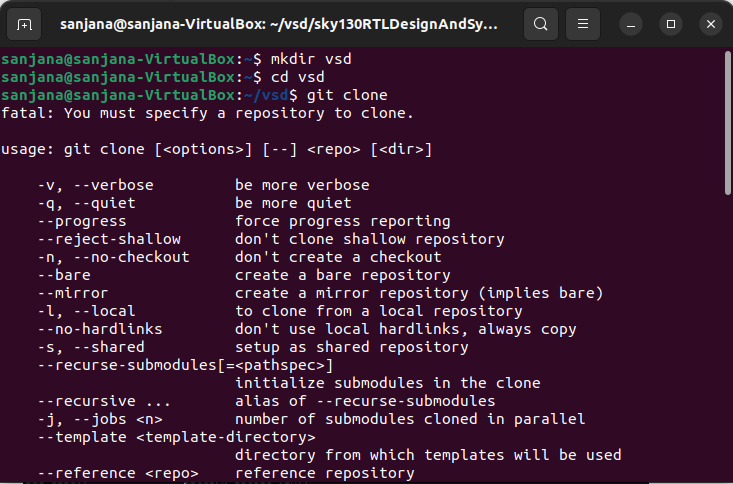 sanjana@sanjana-VirtualBox: ~/vsd/sky130RTLDesignAndSy...
sanjana@sanjana-VirtualBox:~$ mkdir vsd
sanjana@sanjana-VirtualBox:~$ cd vsd
sanjana@sanjana-VirtualBox:~/vsd$ git clone
fatal: You must specify a repository to clone.
usage: git clone [<options>] [--] <repo> [<dir>]
-v, --verbose be more verbose
-q, --quiet be more quiet
--progress force progress reporting
--reject-shallow don't clone shallow repository
-n, --no-checkout don't create a checkout
--bare create a bare repository
--mirror create a mirror repository (implies bare)
-l, --local to clone from a local repository
--no-hardlinks don't use local hardlinks, always copy
-s, --shared setup as shared repository
--recurse-submodules[=<pathspec>]
initialize submodules in the clone
--recursive ... alias of --recurse-submodules
-j, --jobs <n> number of submodules cloned in parallel
--template <template-directory>
directory from which templates will be used
--reference <repo> reference repository